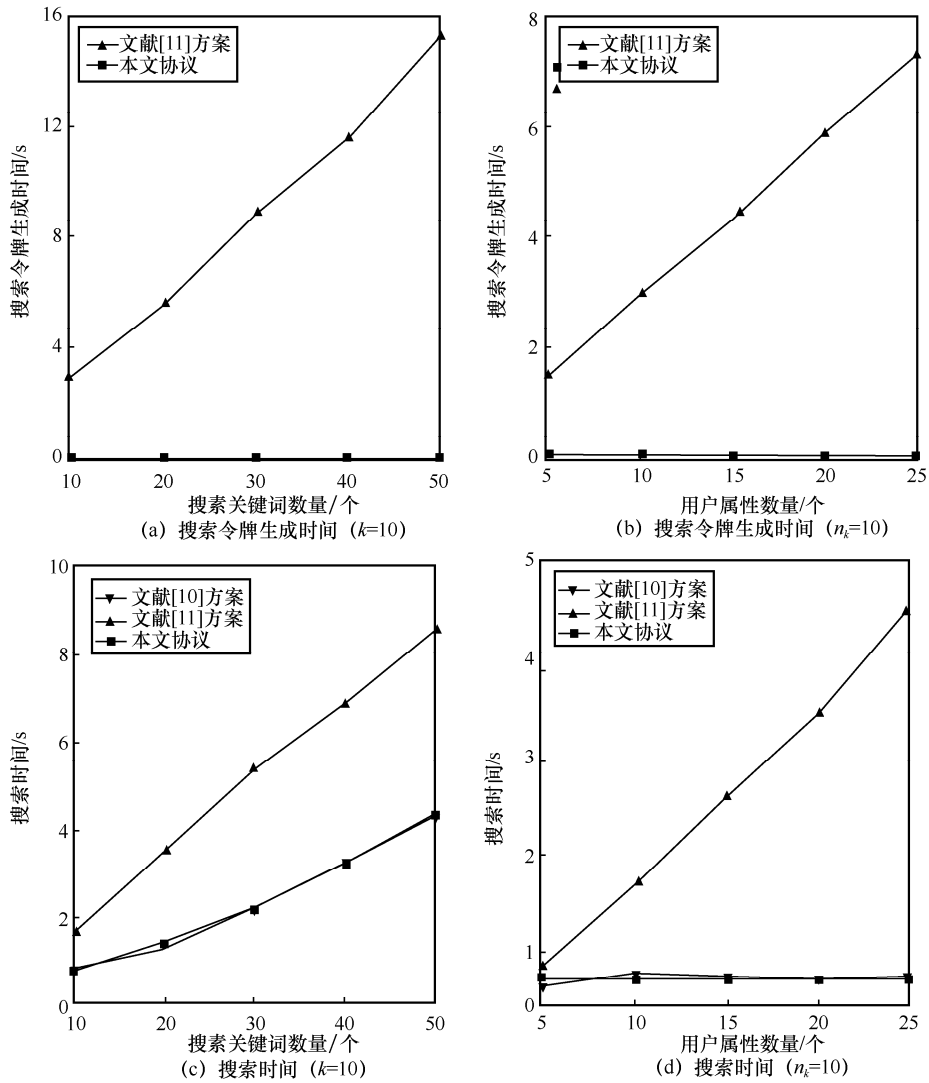 16
12
8
4
0
10
20
30
40
50
文献[11]方案
本文协议
搜索令牌生成时间/s
搜素关键词数量/个
(a) 搜索令牌生成时间 (k=10)
8
6
4
2
0
5
10
15
20
25
文献[11]方案
本文协议
搜索令牌生成时间/s
用户属性数量/个
(b) 搜索令牌生成时间 (nk=10)
10
8
6
4
2
0
10
20
30
40
50
文献[10]方案
文献[11]方案
本文协议
搜索时间/s
搜素关键词数量/个
(c) 搜索时间 (k=10)
5
4
3
2
1
0
5
10
15
20
25
文献[10]方案
文献[11]方案
本文协议
搜索时间/s
用户属性数量/个
(d) 搜索时间 (nk=10)